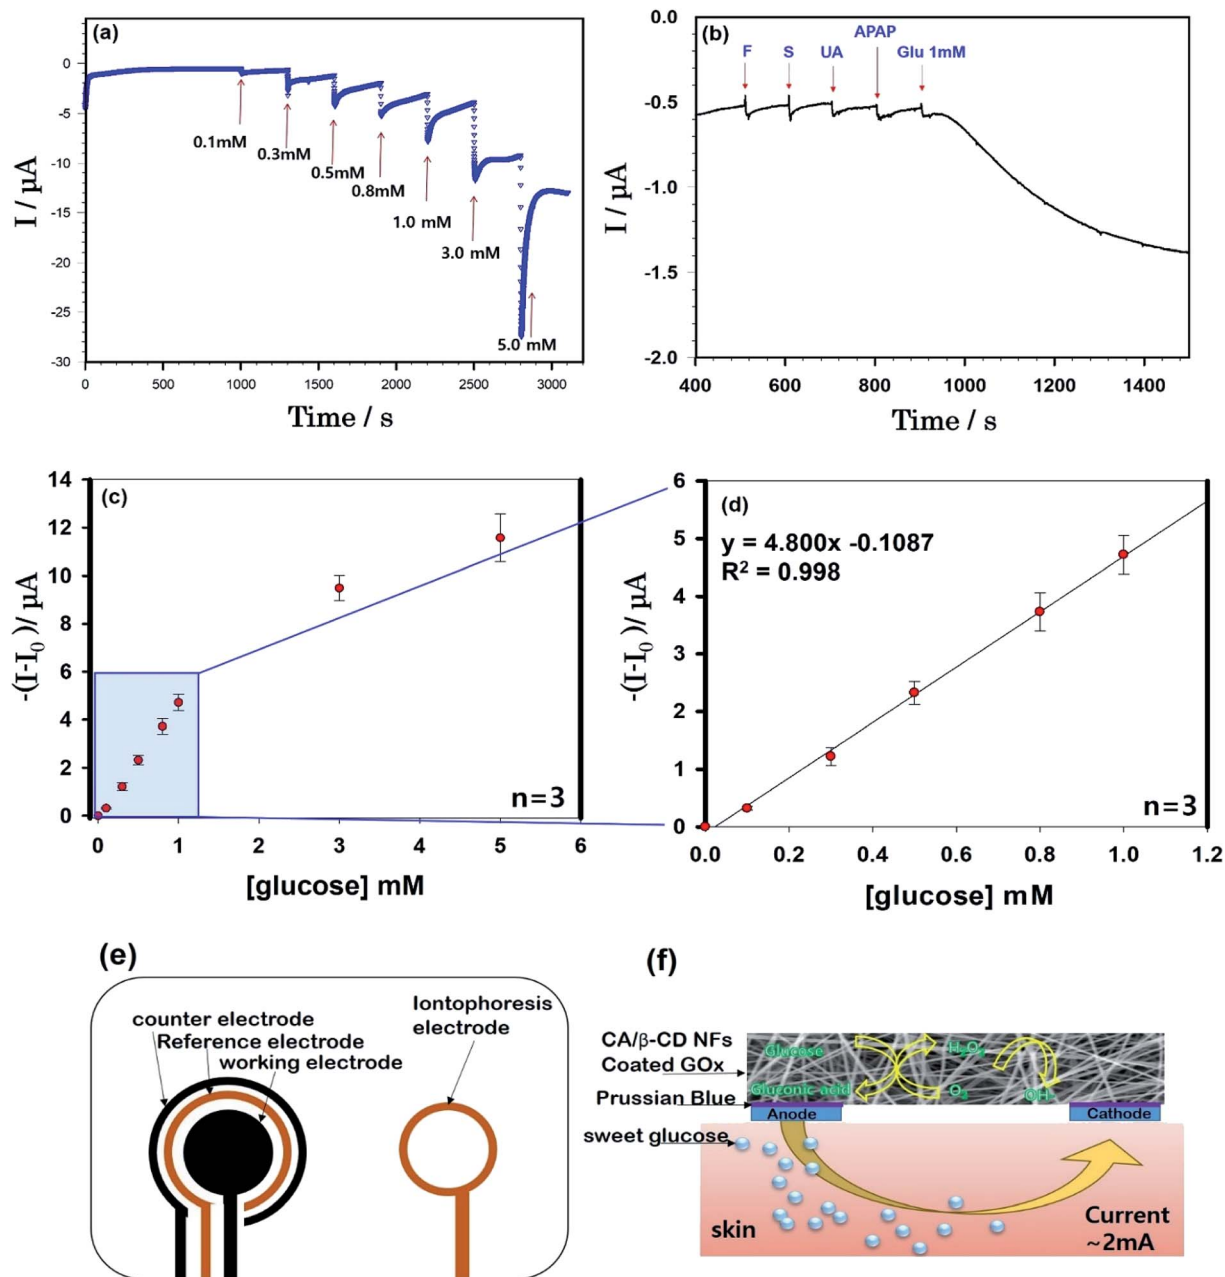 (a)
0
-5
-10
-15
-20
-25
-30
I / µA
0.1mM
0.3mM
0.5mM
0.8mM
1.0 mM
3.0 mM
5.0 mM
0 500 1000 1500 2000 2500 3000
Time / s
(b)
0.0
-0.5
-1.0
-1.5
-2.0
I / µA
F S UA APAP Glu 1mM
400 600 800 1000 1200 1400
Time / s
(c)
14
12
10
8
6
4
2
0
-(I-I₀)/ µA
n=3
0 1 2 3 4 5 6
[glucose] mM
(d)
6
5
4
3
2
1
0
-(I-I₀)/ µA
y = 4.800x -0.1087
R² = 0.998
n=3
0.0 0.2 0.4 0.6 0.8 1.0 1.2
[glucose] mM
(e)
counter electrode
Reference electrode
working electrode
Iontophoresis
electrode
(f)
CA/β-CD NFs
Coated GOx
Prussian Blue
sweet glucose
Glucose
H₂O₂
Gluconic acid
O₂
OH-
Anode
Cathode
skin
Current
~2mA